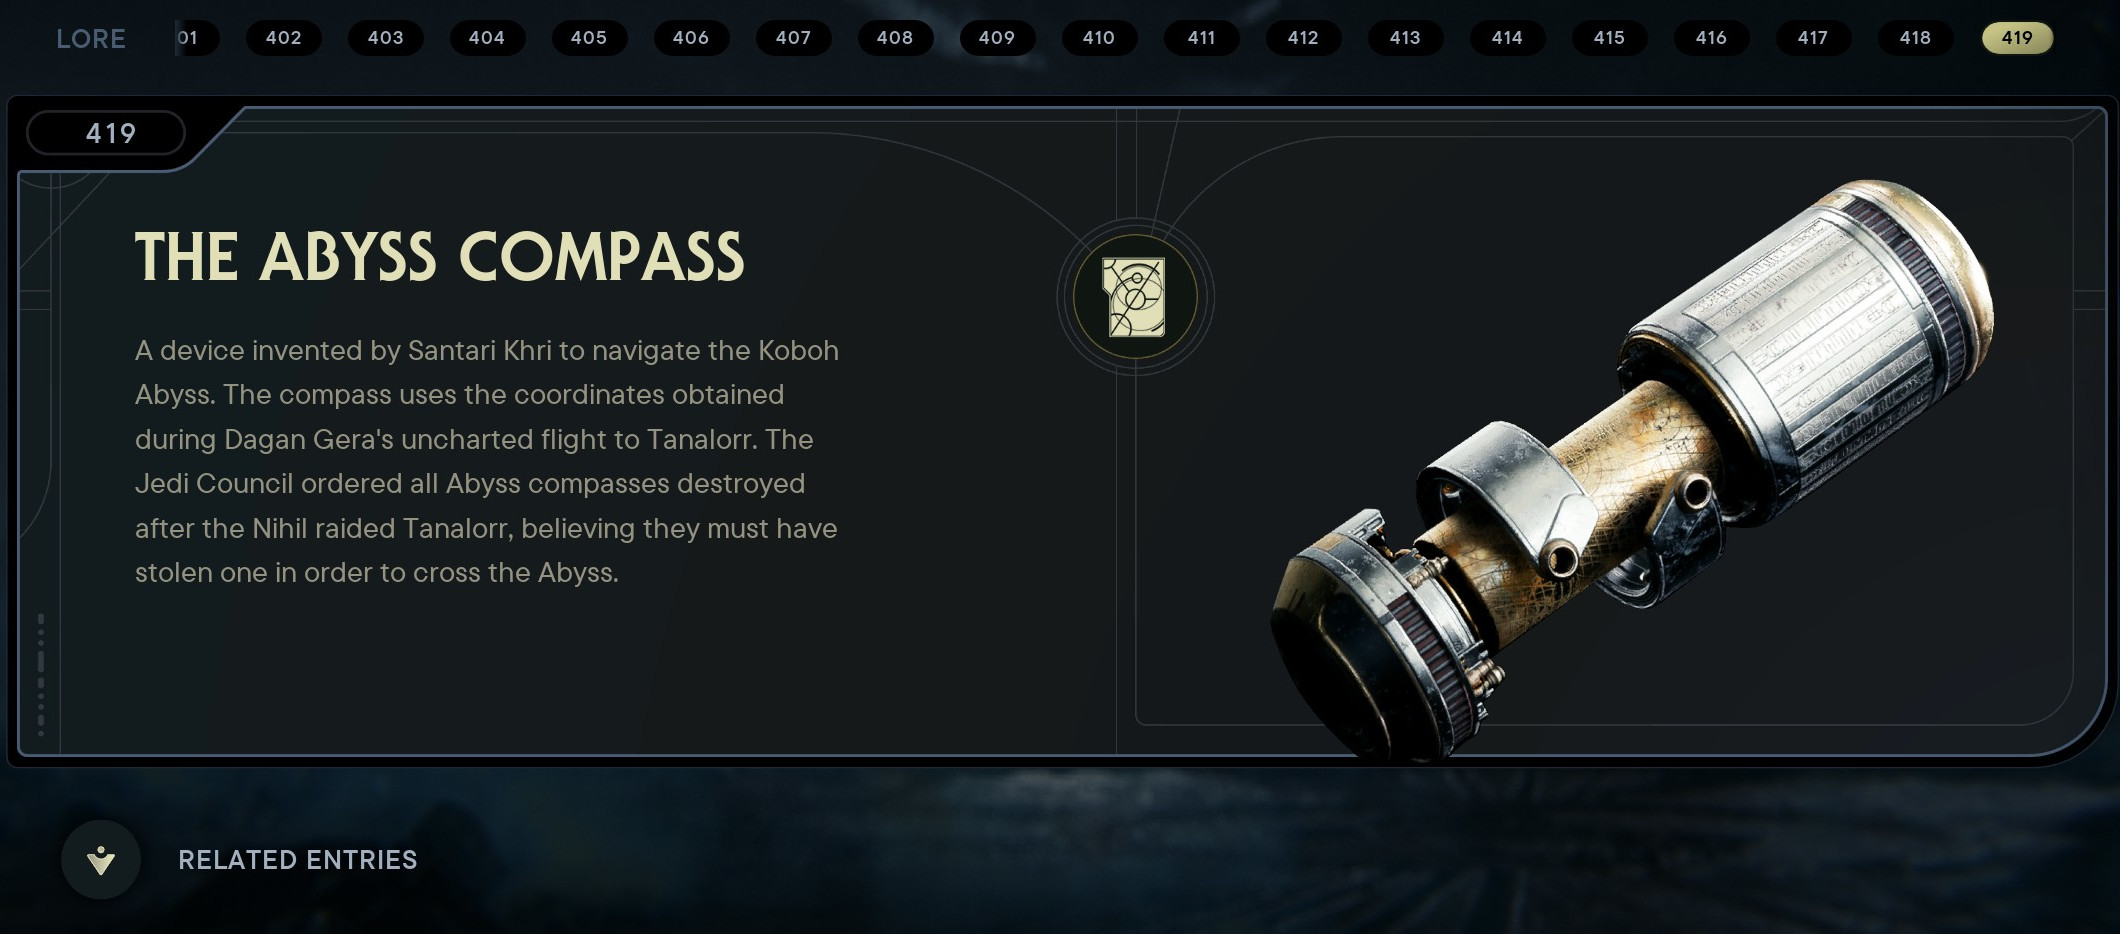 LORE
01 402 403 404 405 406 407 408 409 410 411 412 413 414 415 416 417 418 419
419
THE ABYSS COMPASS
A device invented by Santari Khri to navigate the Koboh
Abyss. The compass uses the coordinates obtained
during Dagan Gera's uncharted flight to Tanalorr. The
Jedi Council ordered all Abyss compasses destroyed
after the Nihil raided Tanalorr, believing they must have
stolen one in order to cross the Abyss.
RELATED ENTRIES